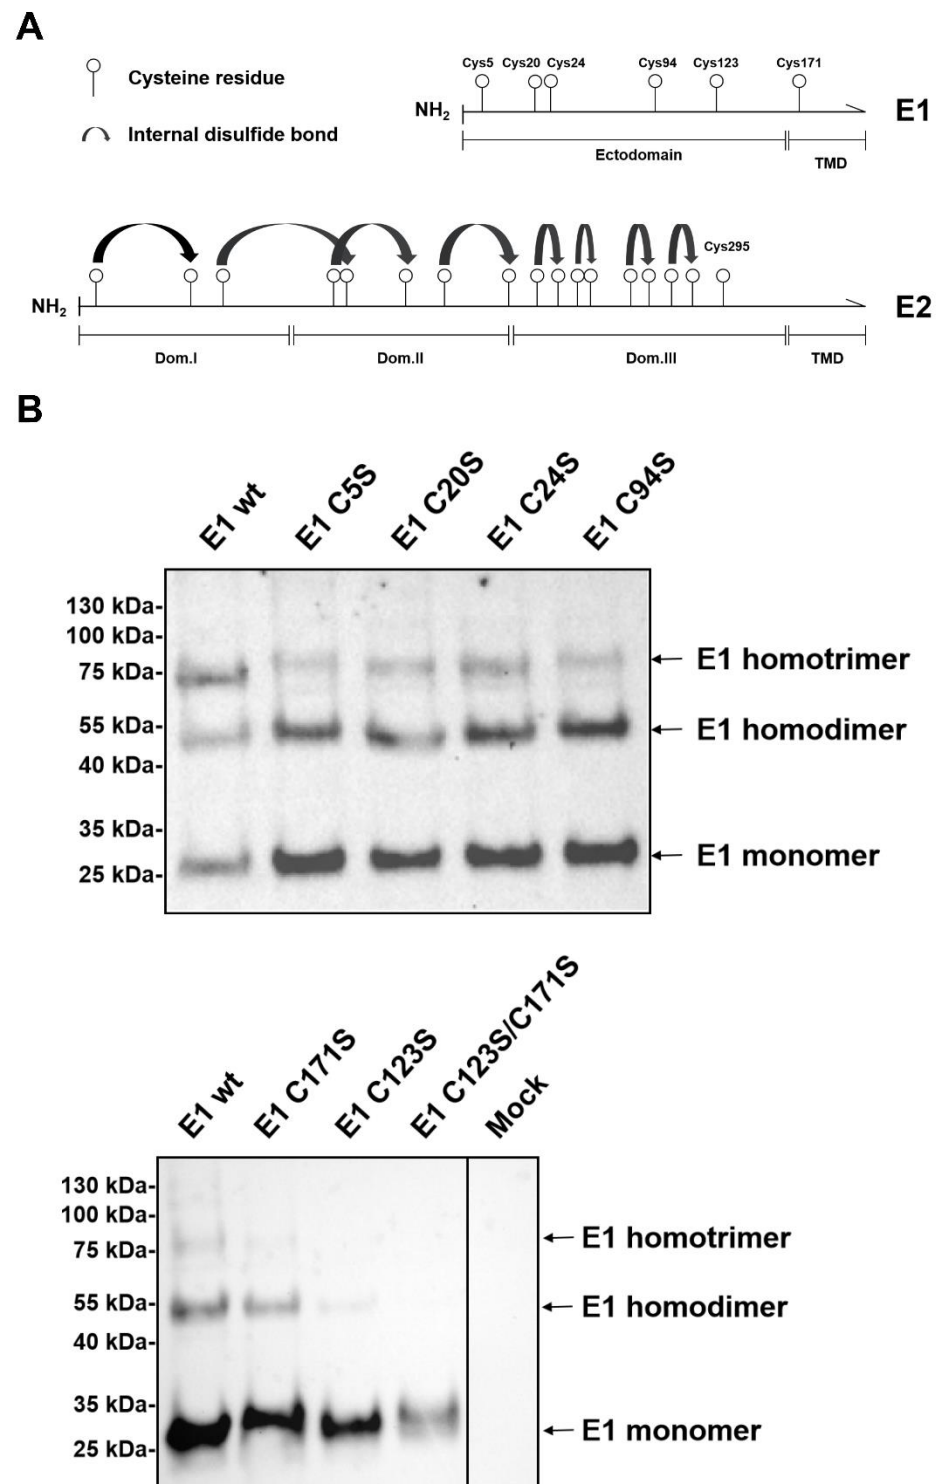 A
Cysteine residue
Internal disulfide bond
Cys5 Cys20 Cys24 Cys94 Cys123 Cys171
NH2 E1
Ectodomain TMD
Cys295
NH2 E2
Dom.I Dom.II Dom.III TMD
B
E1 wt E1 C5S E1 C20S E1 C24S E1 C94S
130 kDa-
100 kDa-
E1 homotrimer
75 kDa-
55 kDa- E1 homodimer
40 kDa-
35 kDa-
E1 monomer
25 kDa-
E1 wt E1 C171S E1 C123S E1 C123S/C171S Mock
130 kDa-
100 kDa-
E1 homotrimer
75 kDa-
55 kDa- E1 homodimer
40 kDa-
35 kDa-
E1 monomer
25 kDa-